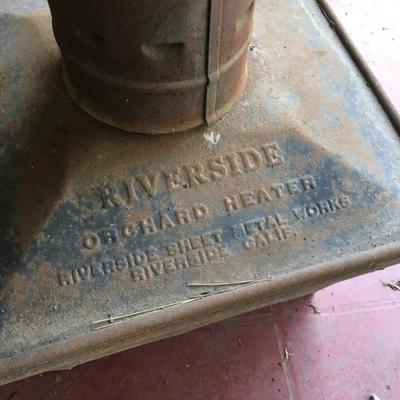 RIVERSIDE
ORCHARD HEATER
RIVERSIDE SHEET METAL WORKS
RIVERSIDE CALIF.